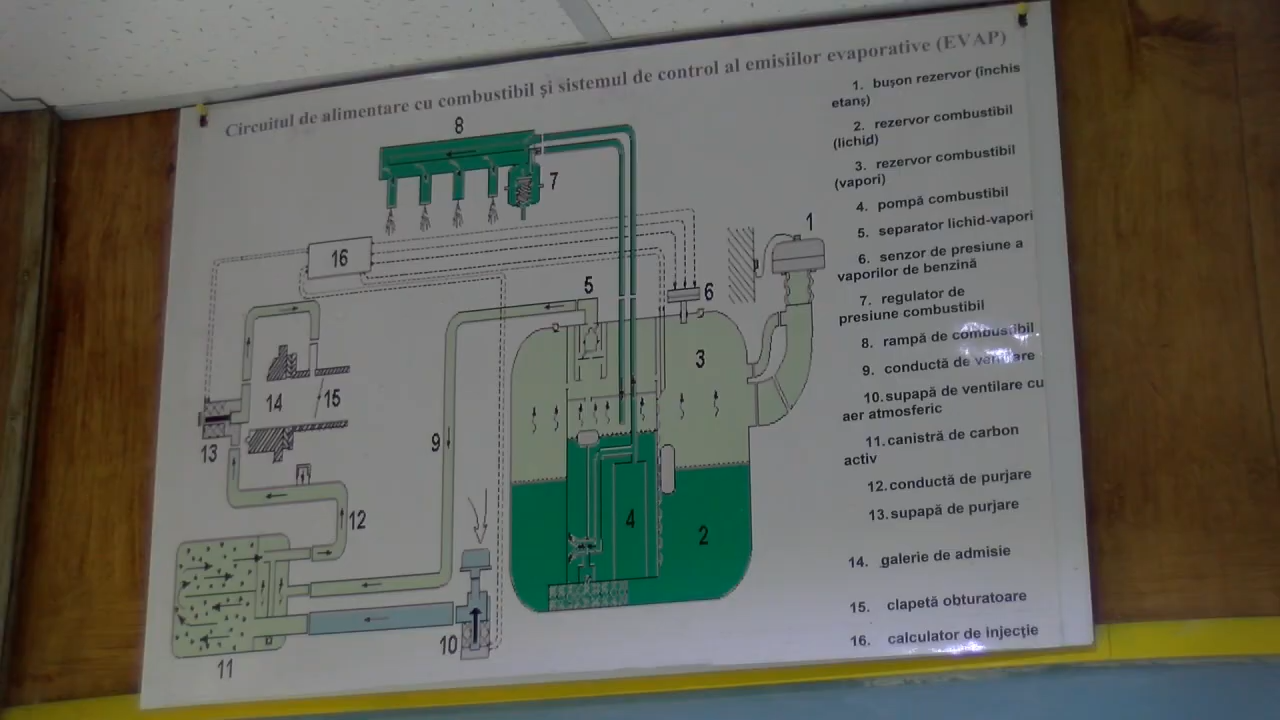 Circuitul de alimentare cu combustibil și sistemul de control al emisiilor evaporative (EVAP)
1. bușon rezervor (închis
etanș)
2. rezervor combustibil
(lichid)
3. rezervor combustibil
(vapori)
4. pompă combustibil
5. separator lichid-vapori
6. senzor de presiune a
vaporilor de benzină
7. regulator de
presiune combustibil
8. rampă de combustibil
9. conductă de ventilare
10. supapă de ventilare cu
aer atmosferic
11. canistră de carbon
activ
12. conductă de purjare
13. supapă de purjare
14. galerie de admisie
15. clapetă obturatoare
16. calculator de injecție
8
7
1
16
5
6
3
15
14
9
13
12
4
2
10
11